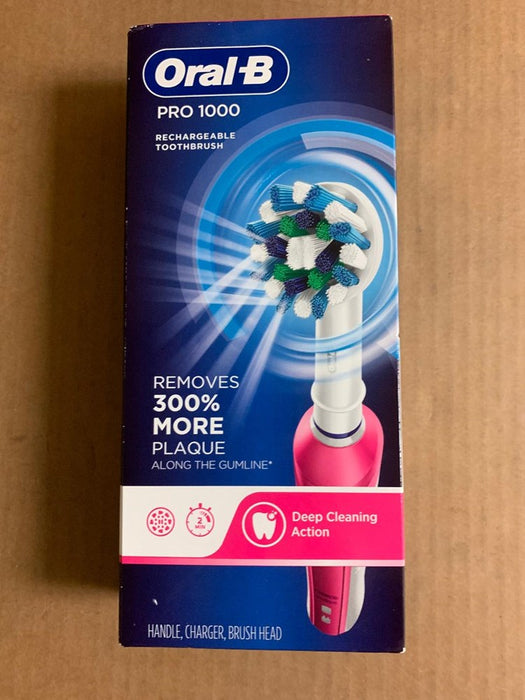 Oral-B
PRO 1000
RECHARGEABLE
TOOTHBRUSH
REMOVES
300%
MORE
PLAQUE
ALONG THE GUMLINE*
2
MIN
Deep Cleaning
Action
HANDLE, CHARGER, BRUSH HEAD